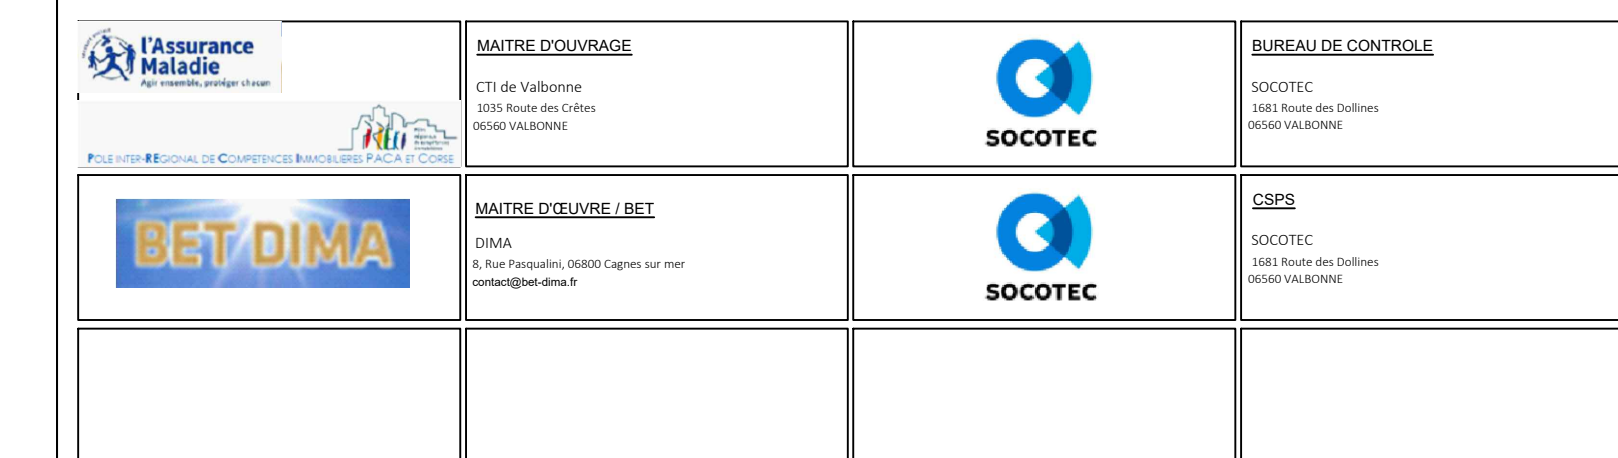 l'Assurance
Maladie
Agir ensemble, protéger chacun
POLE INTER-REGIONAL DE COMPETENCES IMMOBILIERES PACA ET CORSE
MAITRE D'OUVRAGE
CTI de Valbonne
1035 Route des Crêtes
06560 VALBONNE
SOCOTEC
BUREAU DE CONTROLE
SOCOTEC
1681 Route des Dollines
06560 VALBONNE
BET DIMA
MAITRE D'ŒUVRE / BET
DIMA
8, Rue Pasqualini, 06800 Cagnes sur mer
contact@bet-dima.fr
SOCOTEC
CSPS
SOCOTEC
1681 Route des Dollines
06560 VALBONNE